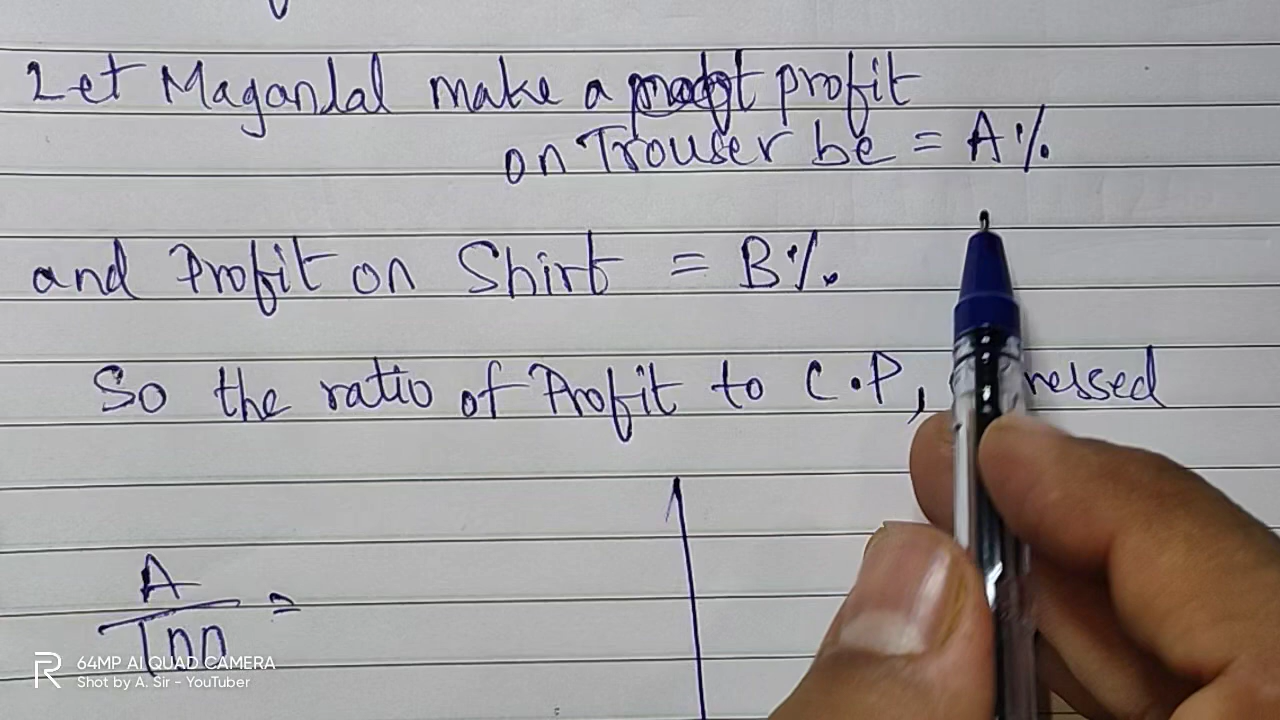 Let Maganlal make a profit
on Trouser be = A%
and Profit on Shirt = B%.
So the ratio of Profit to C.P,
A
100 =
64MP AI QUAD CAMERA
Shot by A. Sir - YouTuber